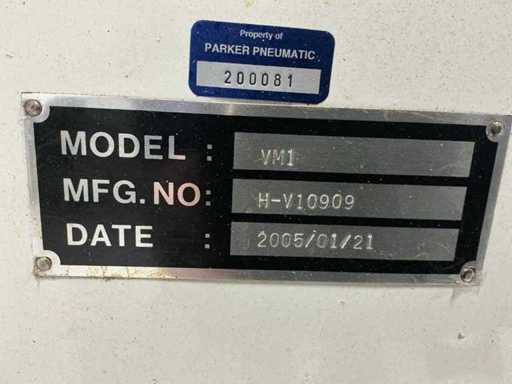 Property of
PARKER PNEUMATIC
200081
MODEL : VM1
MFG. NO: H-V10909
DATE : 2005/01/21